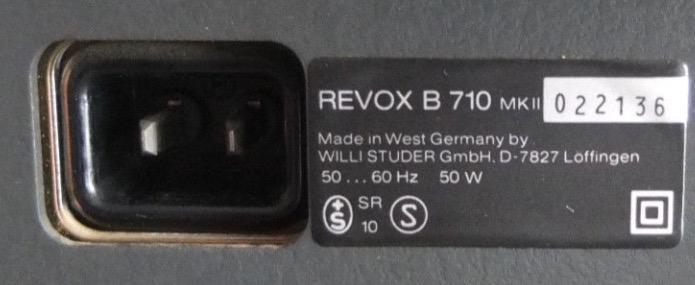 REVOX B 710 MKII 022136
Made in West Germany by
WILLI STUDER GmbH. D-7827 Löffingen
50 ... 60 Hz 50 W
S SR S
10